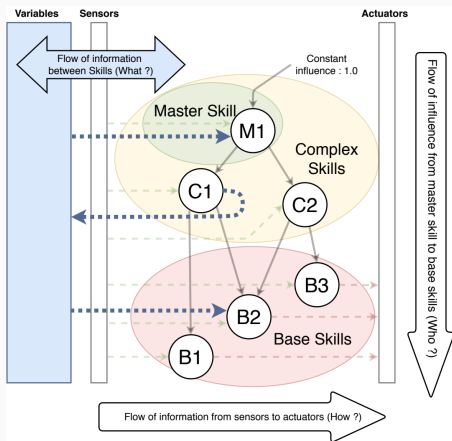 Variables
Sensors
Actuators
Flow of information
between Skills (What ?)
Constant
influence : 1.0
Master Skill
M1
Complex
Skills
C1
C2
B3
B2
Base Skills
B1
Flow of influence from master skill to base skills (Who ?)
Flow of information from sensors to actuators (How ?)